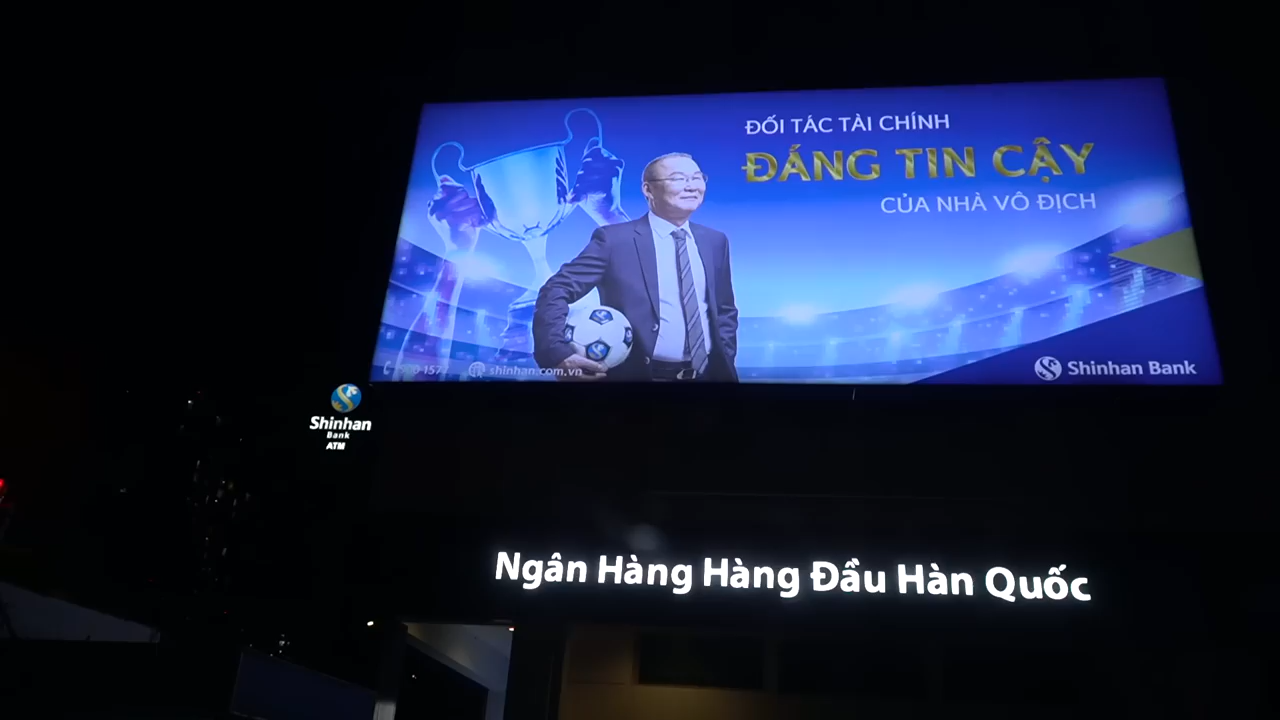 ĐỐI TÁC TÀI CHÍNH
ĐÁNG TIN CẬY
CỦA NHÀ VÔ ĐỊCH
shinhan.com.vn
Shinhan Bank
Shinhan
Bank
ATM
Ngân Hàng Hàng Đầu Hàn Quốc